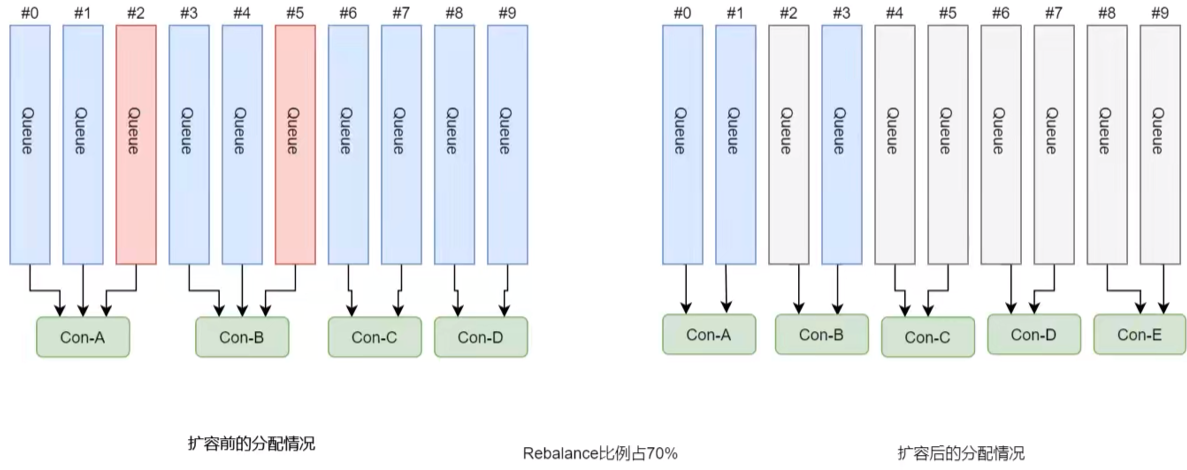 #0 #1 #2 #3 #4 #5 #6 #7 #8 #9
Queue Queue Queue Queue Queue Queue Queue Queue Queue Queue
Con-A Con-B Con-C Con-D
扩容前的分配情况
#0 #1 #2 #3 #4 #5 #6 #7 #8 #9
Queue Queue Queue Queue Queue Queue Queue Queue Queue Queue
Con-A Con-B Con-C Con-D Con-E
Rebalance比例占70%
扩容后的分配情况